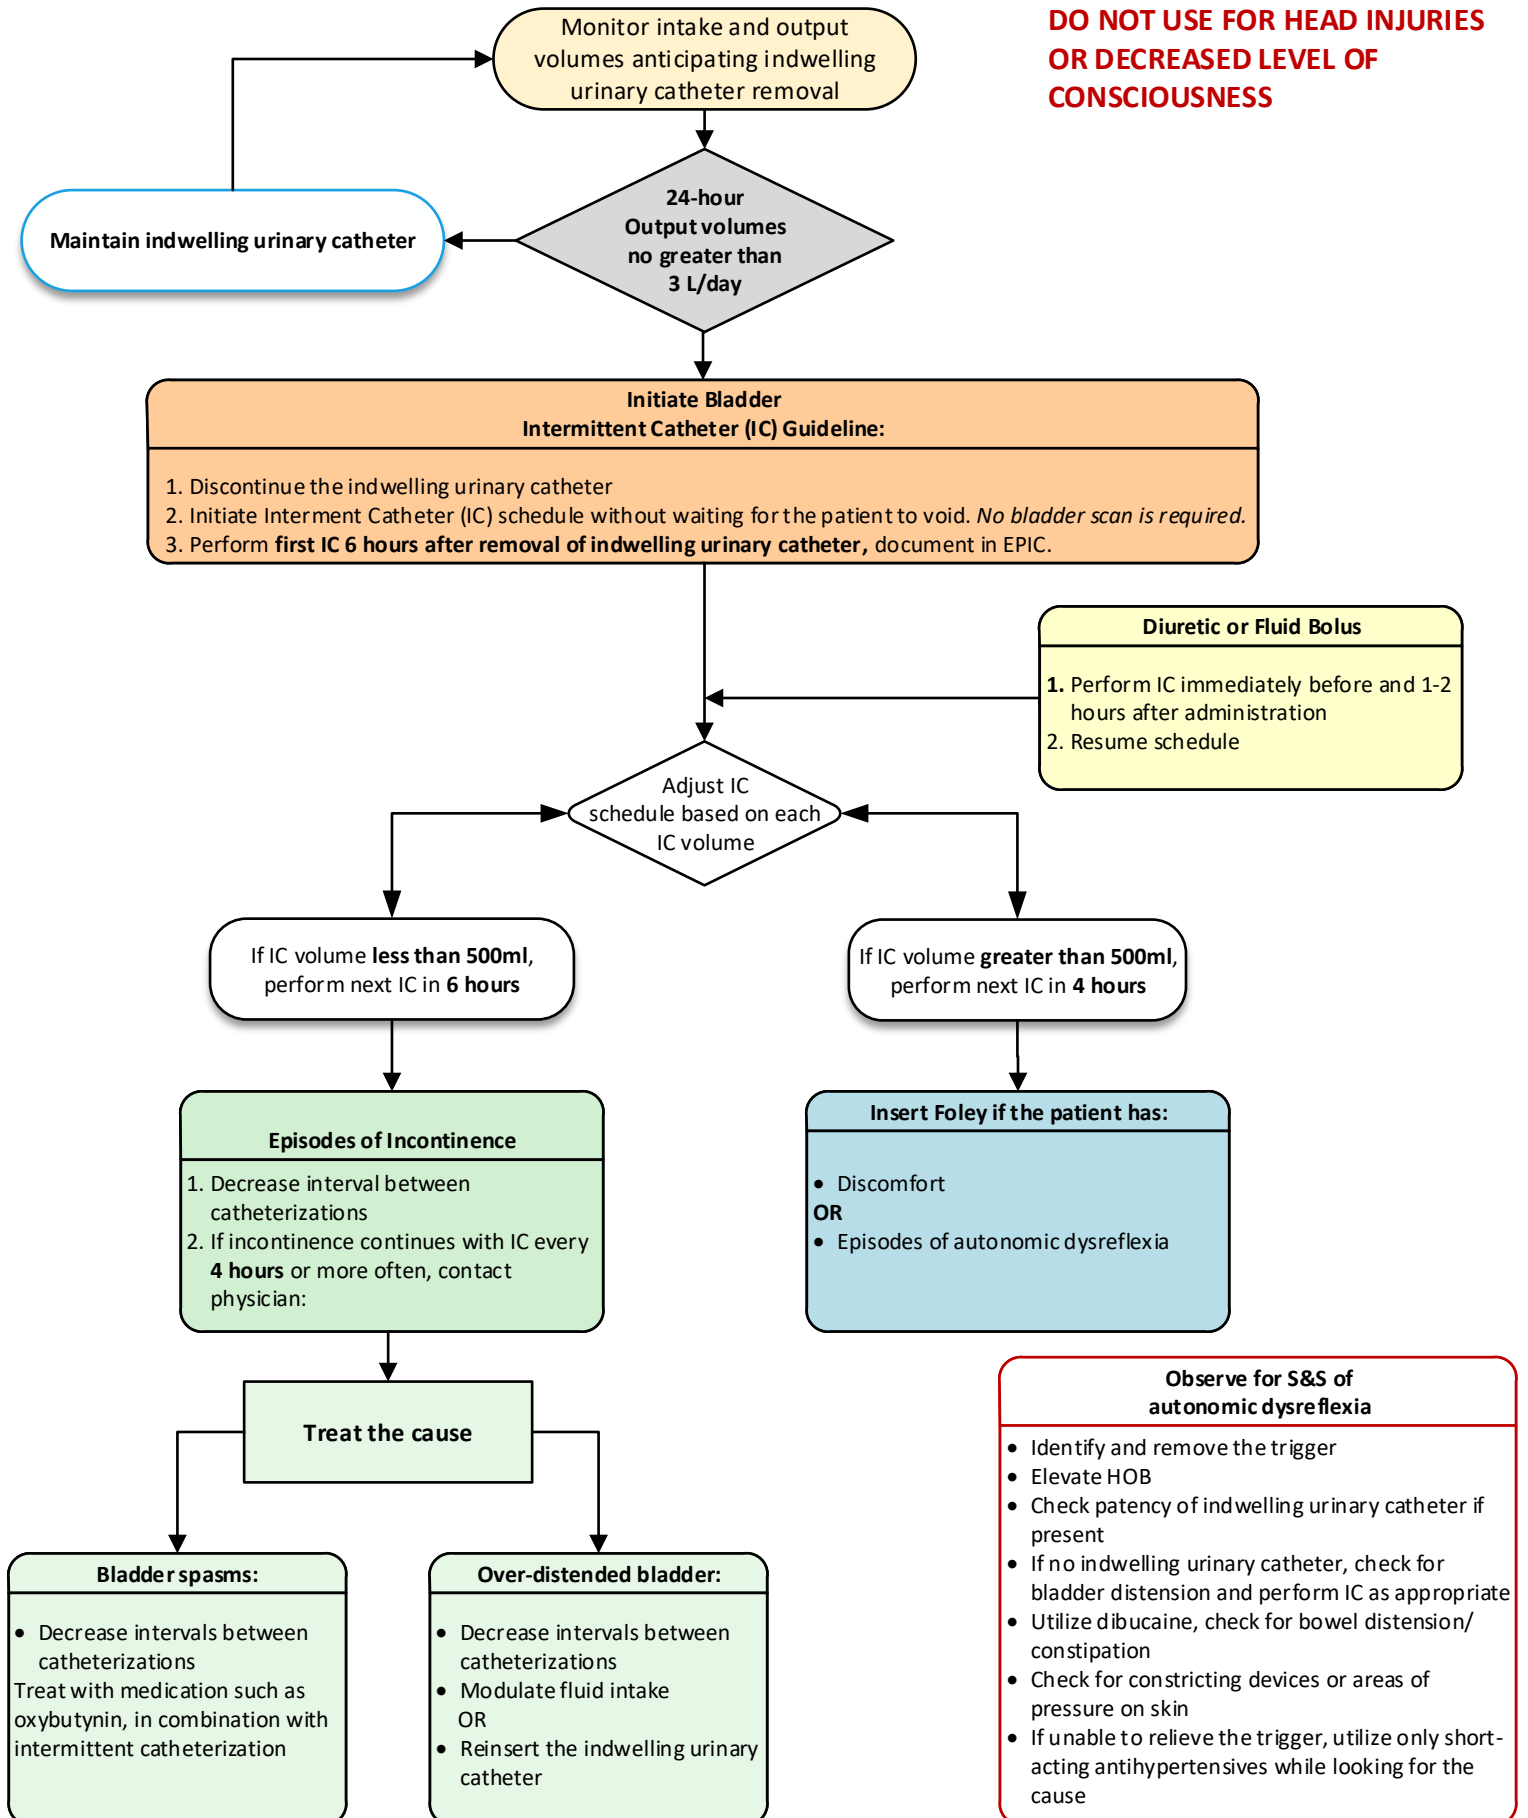 DO NOT USE FOR HEAD INJURIES
OR DECREASED LEVEL OF
CONSCIOUSNESS
Monitor intake and output
volumes anticipating indwelling
urinary catheter removal
24-hour
Output volumes
no greater than
3 L/day
Maintain indwelling urinary catheter
Initiate Bladder
Intermittent Catheter (IC) Guideline:
1. Discontinue the indwelling urinary catheter
2. Initiate Interment Catheter (IC) schedule without waiting for the patient to void. No bladder scan is required.
3. Perform first IC 6 hours after removal of indwelling urinary catheter, document in EPIC.
Diuretic or Fluid Bolus
1. Perform IC immediately before and 1-2
hours after administration
2. Resume schedule
Adjust IC
schedule based on each
IC volume
If IC volume less than 500ml,
perform next IC in 6 hours
If IC volume greater than 500ml,
perform next IC in 4 hours
Episodes of Incontinence
1. Decrease interval between
catheterizations
2. If incontinence continues with IC every
4 hours or more often, contact
physician:
Insert Foley if the patient has:
• Discomfort
OR
• Episodes of autonomic dysreflexia
Treat the cause
Bladder spasms:
• Decrease intervals between
catheterizations
Treat with medication such as
oxybutynin, in combination with
intermittent catheterization
Over-distended bladder:
• Decrease intervals between
catheterizations
• Modulate fluid intake
OR
• Reinsert the indwelling urinary
catheter
Observe for S&S of
autonomic dysreflexia
• Identify and remove the trigger
• Elevate HOB
• Check patency of indwelling urinary catheter if
present
• If no indwelling urinary catheter, check for
bladder distension and perform IC as appropriate
• Utilize dibucaine, check for bowel distension/
constipation
• Check for constricting devices or areas of
pressure on skin
• If unable to relieve the trigger, utilize only short-
acting antihypertensives while looking for the
cause